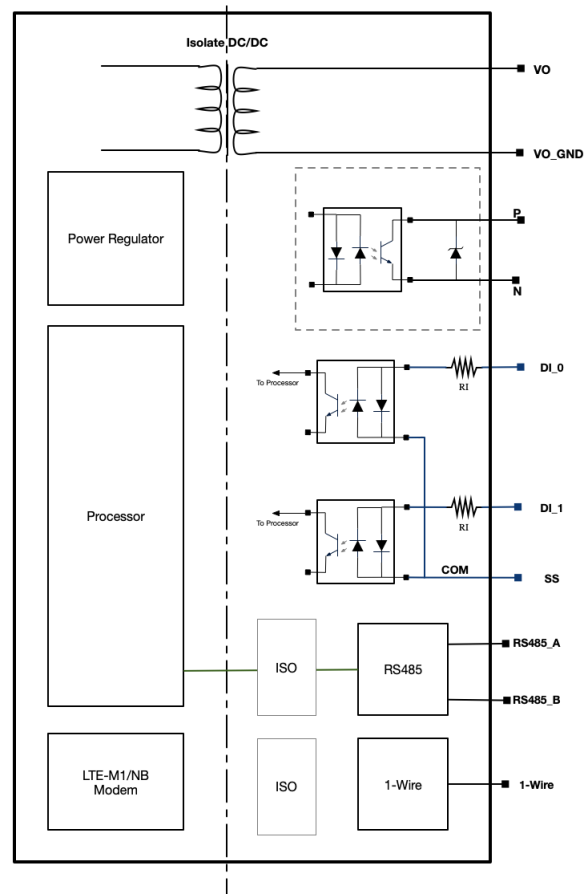 Isolate DC/DC
VO
VO_GND
Power Regulator
P
N
To Processor
RI
DI_0
Processor
To Processor
RI
DI_1
COM
SS
ISO
RS485
RS485_A
RS485_B
LTE-M1/NB
Modem
ISO
1-Wire
1-Wire